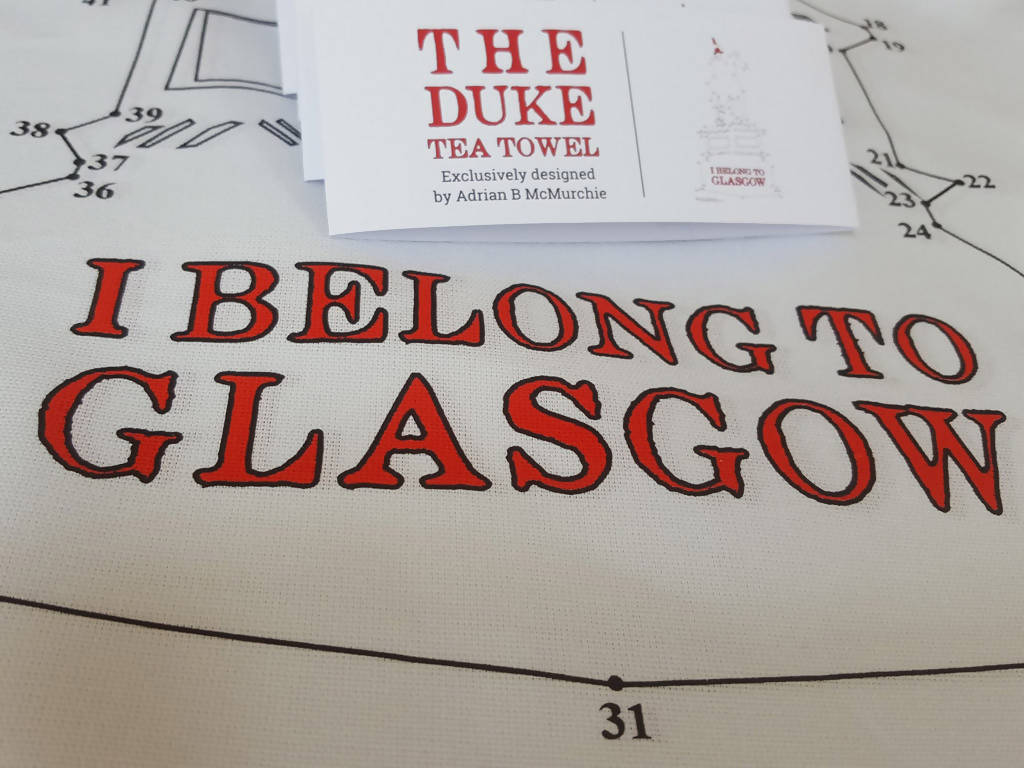 41
18
19
THE
DUKE
TEA TOWEL
Exclusively designed
by Adrian B McMurchie
I BELONG TO
GLASGOW
39
38
37
36
21
22
23
24
I BELONG TO
GLASGOW
31